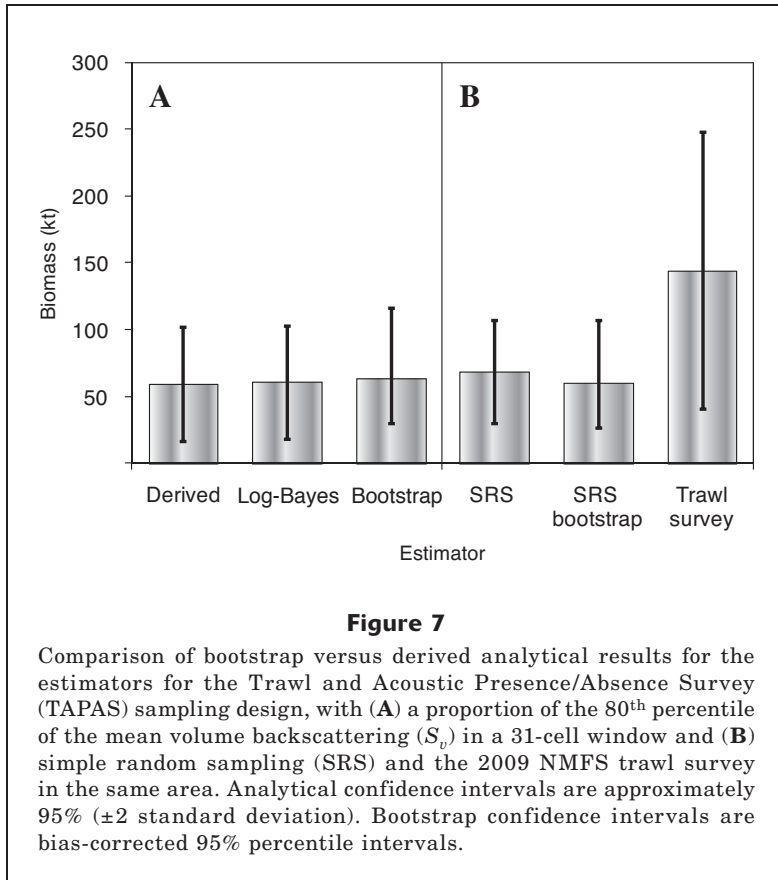 300
250
200
150
100
50
Biomass (kt)
A
B
Derived
Log-Bayes
Bootstrap
SRS
SRS
bootstrap
Trawl
survey
Estimator
Figure 7
Comparison of bootstrap versus derived analytical results for the
estimators for the Trawl and Acoustic Presence/Absence Survey
(TAPAS) sampling design, with (A) a proportion of the 80th percentile
of the mean volume backscattering (Sv) in a 31-cell window and (B)
simple random sampling (SRS) and the 2009 NMFS trawl survey
in the same area. Analytical confidence intervals are approximately
95% (±2 standard deviation). Bootstrap confidence intervals are
bias-corrected 95% percentile intervals.